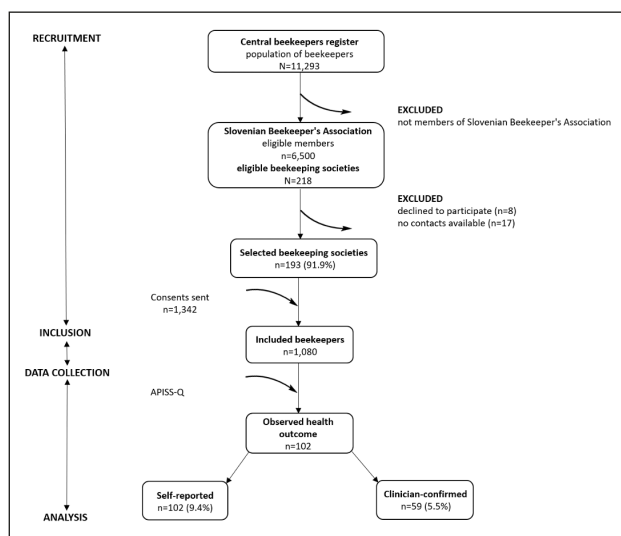 RECRUITMENT
Central beekeepers register
population of beekeepers
N=11,293
EXCLUDED
not members of Slovenian Beekeeper's Association
Slovenian Beekeeper's Association
eligible members
n=6,500
eligible beekeeping societies
N=218
EXCLUDED
declined to participate (n=8)
no contacts available (n=17)
Selected beekeeping societies
n=193 (91.9%)
Consents sent
n=1,342
INCLUSION
Included beekeepers
n=1,080
DATA COLLECTION
APISS-Q
Observed health
outcome
n=102
Self-reported
n=102 (9.4%)
Clinician-confirmed
n=59 (5.5%)
ANALYSIS